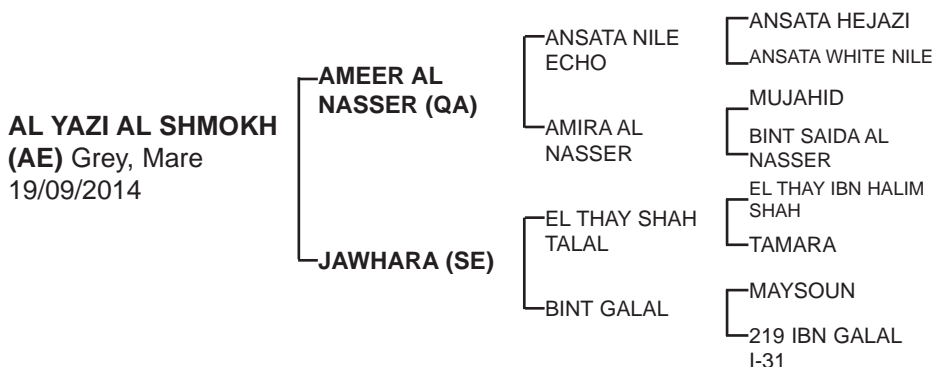 AL YAZI AL SHMOKH
(AE) Grey, Mare
19/09/2014
AMEER AL
NASSER (QA)
JAWHARA (SE)
ANSATA NILE
ECHO
AMIRA AL
NASSER
EL THAY SHAH
TALAL
BINT GALAL
ANSATA HEJAZI
ANSATA WHITE NILE
MUJAHID
BINT SAIDA AL
NASSER
EL THAY IBN HALIM
SHAH
TAMARA
MAYSOUN
219 IBN GALAL
I-31